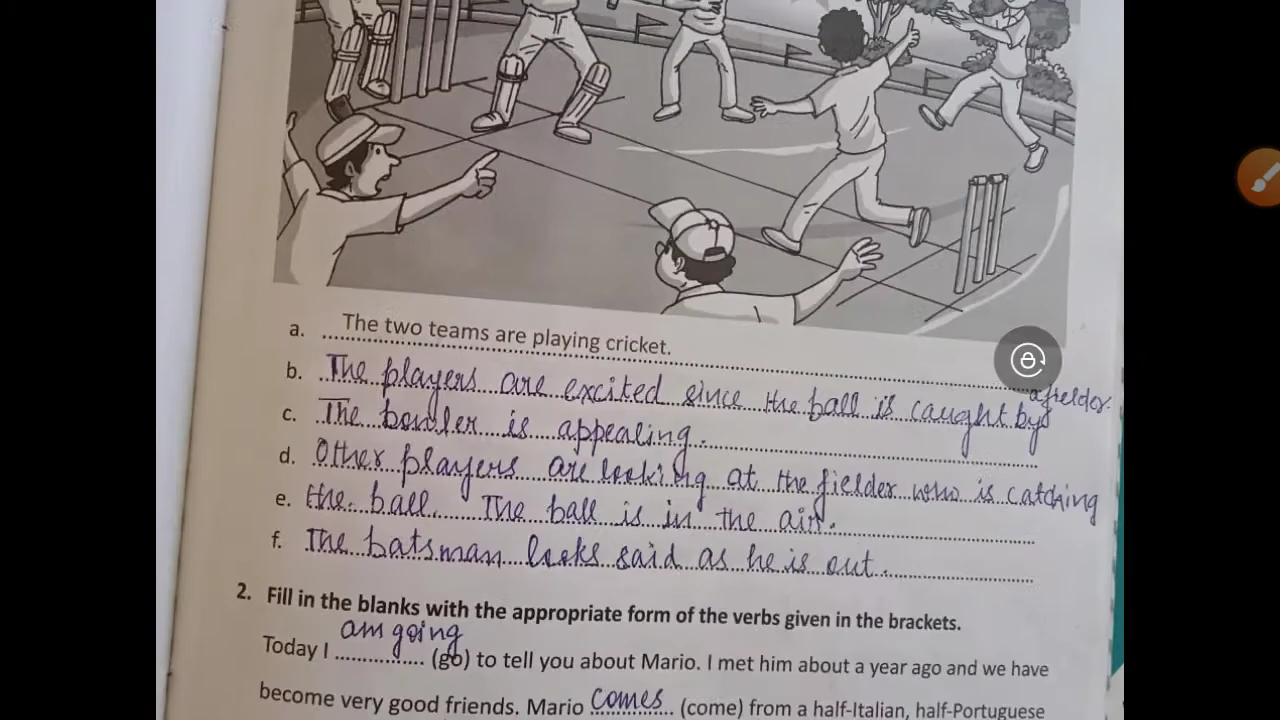 a. The two teams are playing cricket.
b. The players are excited since the ball is caught by a fielder.
c. The bowler is appealing.
d. Other players are looking at the fielder who is catching
e. the ball. The ball is in the air.
f. The batsman looks said as he is out.
2. Fill in the blanks with the appropriate form of the verbs given in the brackets.
am going
Today I .............. (go) to tell you about Mario. I met him about a year ago and we have
become very good friends. Mario comes (come) from a half-Italian, half-Portuguese